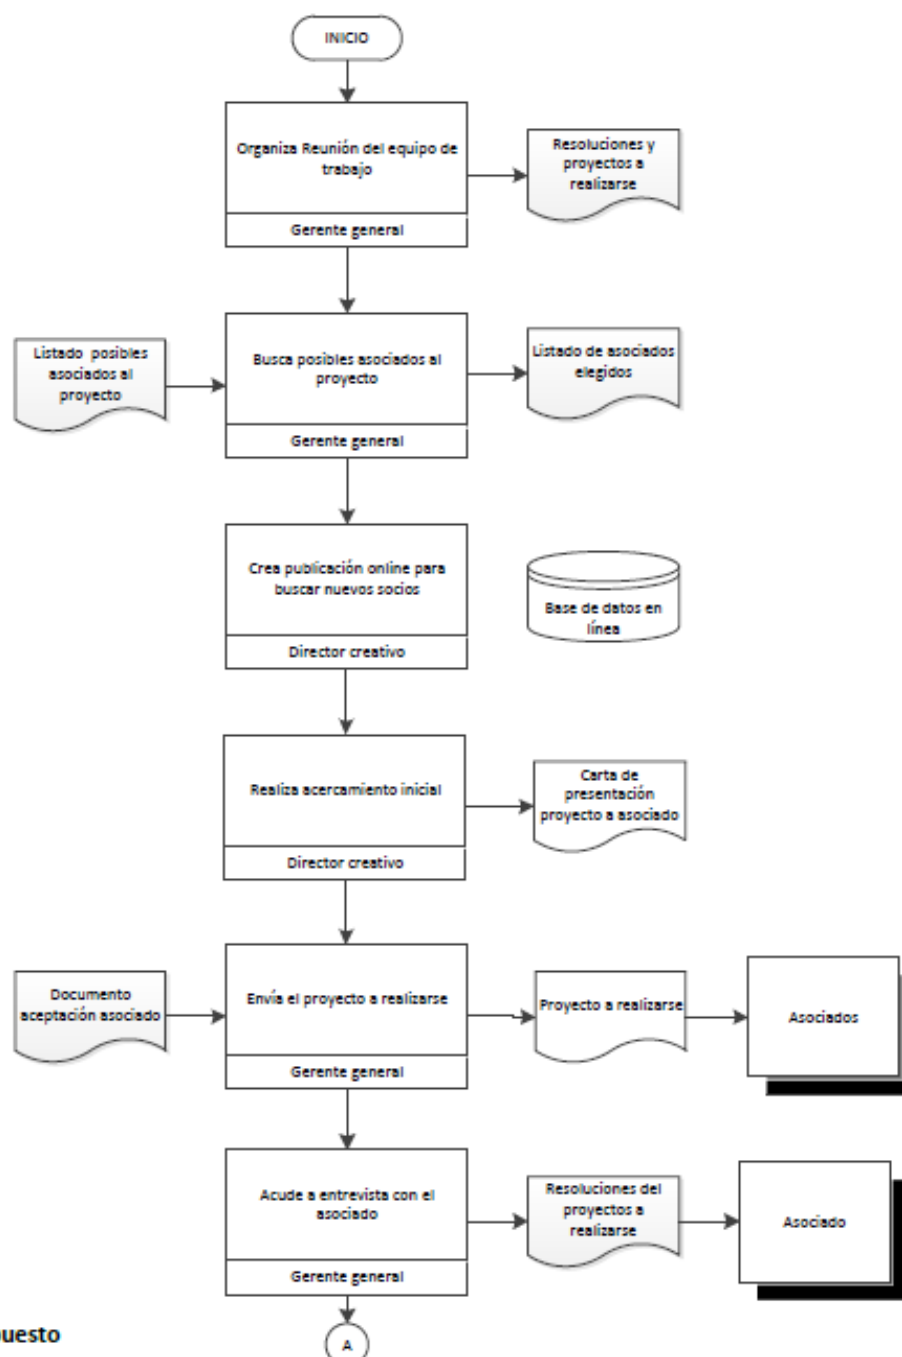 INICIO
Organiza Reunión del equipo de
trabajo
Gerente general
Resoluciones y
proyectos a
realizarse
Listado  posibles
asociados al
proyecto
Busca posibles asociados al
proyecto
Gerente general
Listado de asociados
elegidos
Crea publicación online para
buscar nuevos socios
Director creativo
Base de datos en
línea
Realiza acercamiento inicial
Director creativo
Carta de
presentación
proyecto a asociado
Documento
aceptación asociado
Envía el proyecto a realizarse
Gerente general
Proyecto a realizarse
Asociados
Acude a entrevista con el
asociado
Gerente general
Resoluciones del
proyectos a
realizarse
Asociado
A